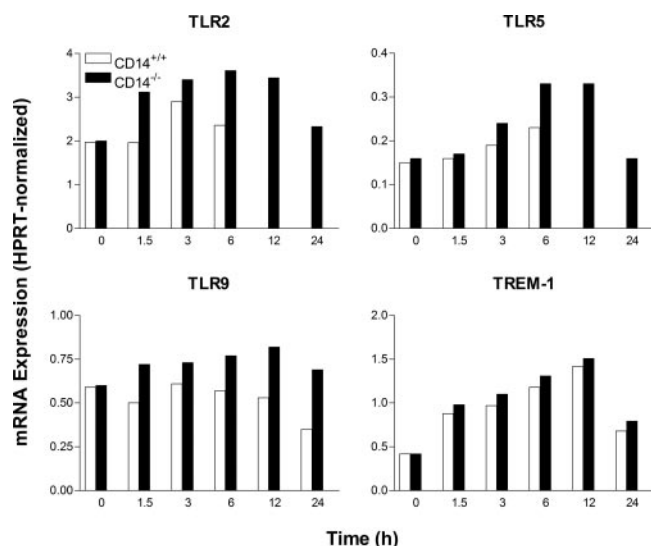 TLR2
TLR5
4
3
2
1
0
CD14+/+
CD14-/-
0 1.5 3 6 12 24
0.4
0.3
0.2
0.1
0.0
0 1.5 3 6 12 24
TLR9
TREM-1
1.00
0.75
0.50
0.25
0.00
0 1.5 3 6 12 24
2.0
1.5
1.0
0.5
0.0
0 1.5 3 6 12 24
mRNA Expression (HPRT-normalized)
Time (h)